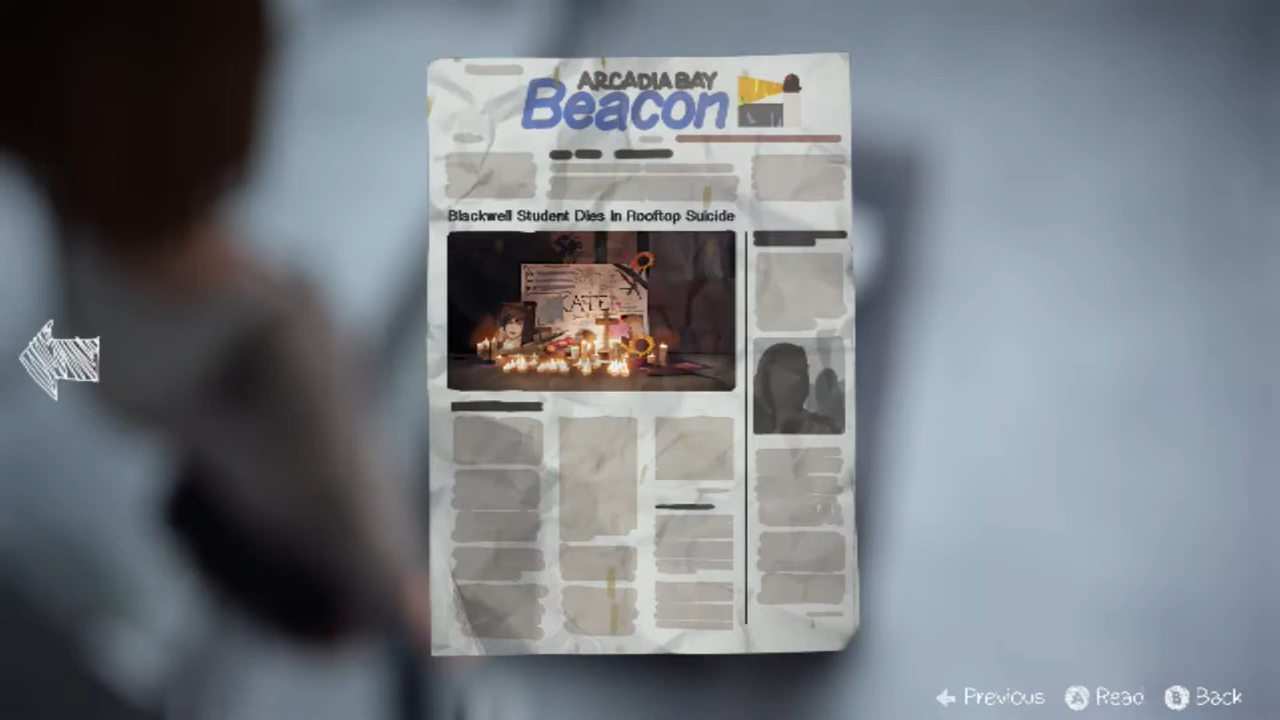 ARCADIA BAY
Beacon
Blackwell Student Dies In Rooftop Suicide
KATE
Previous A Read B Back